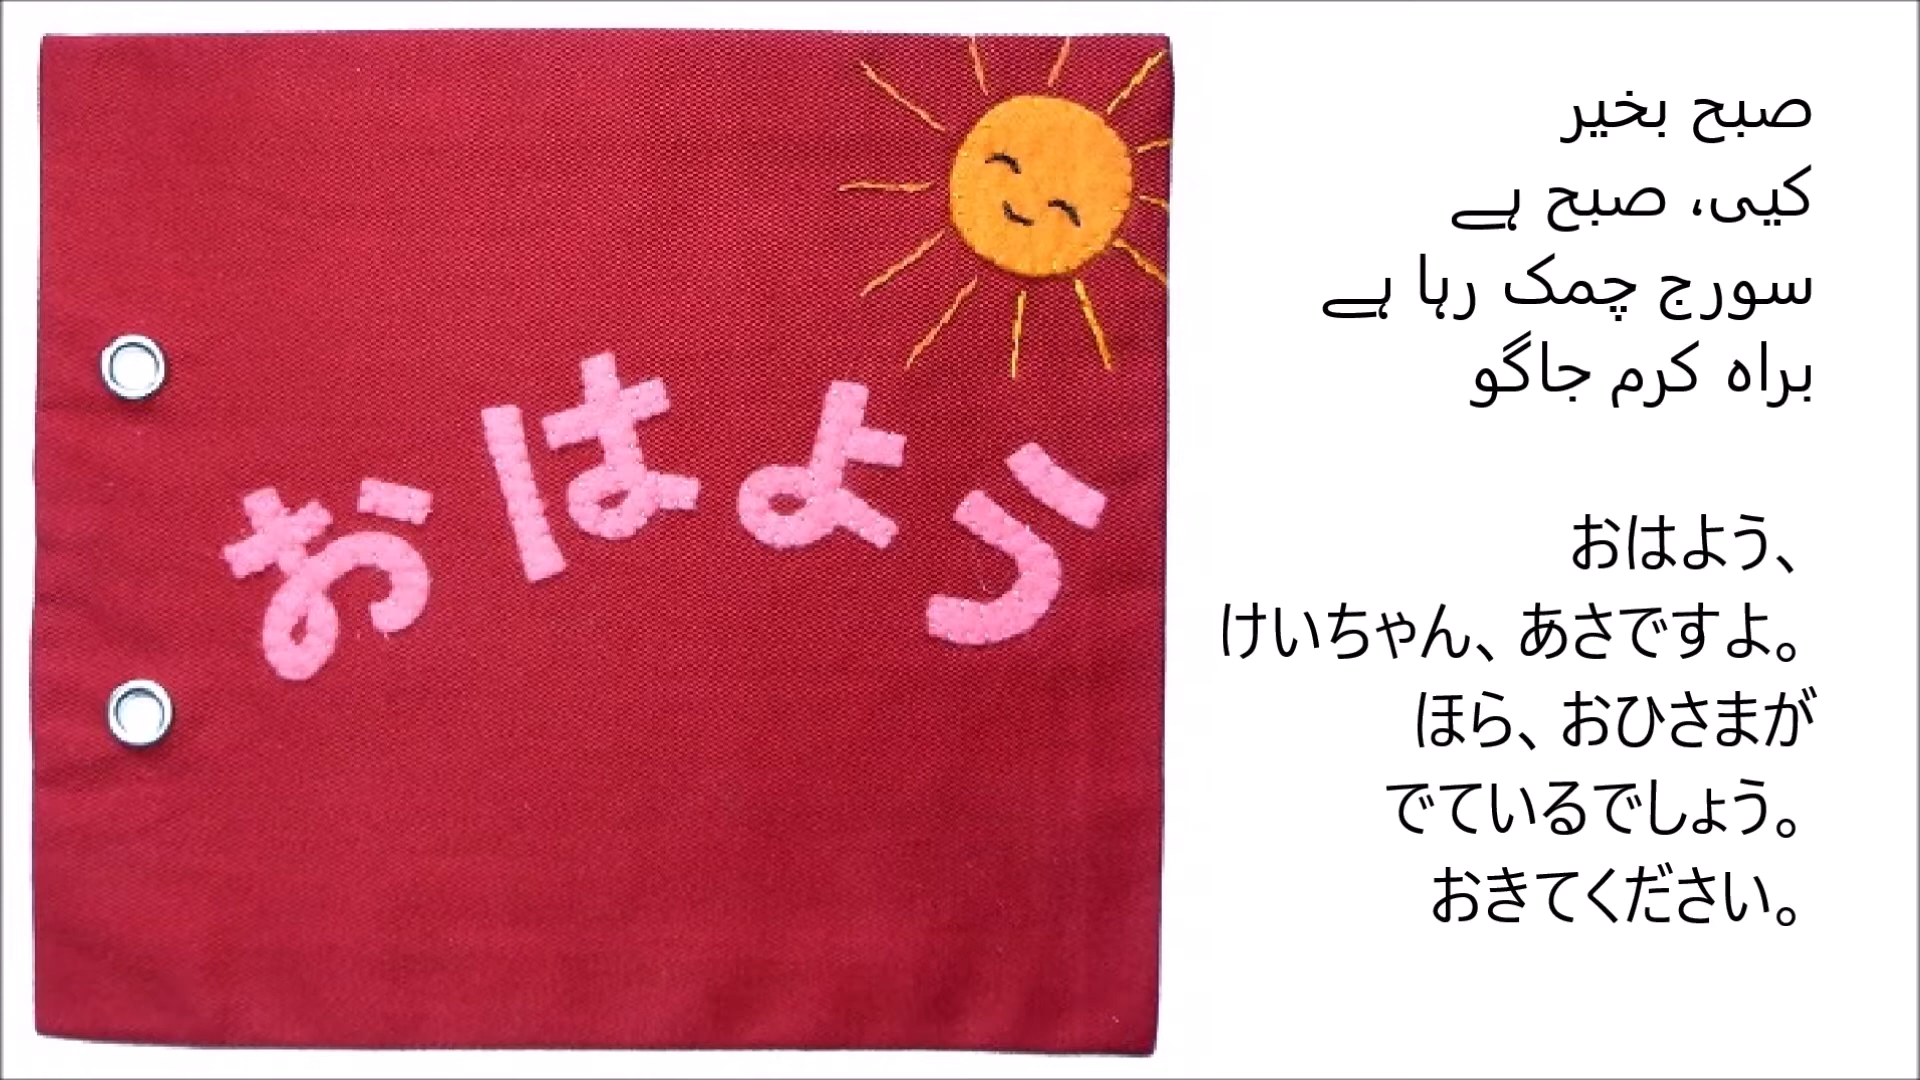 おはよう
صبح بخیر
کیی، صبح ہے
سورج چمک رہا ہے
براہ کرم جاگو
おはよう、
けいちゃん、あさですよ。
ほら、おひさまが
でているでしょう。
おきてください。